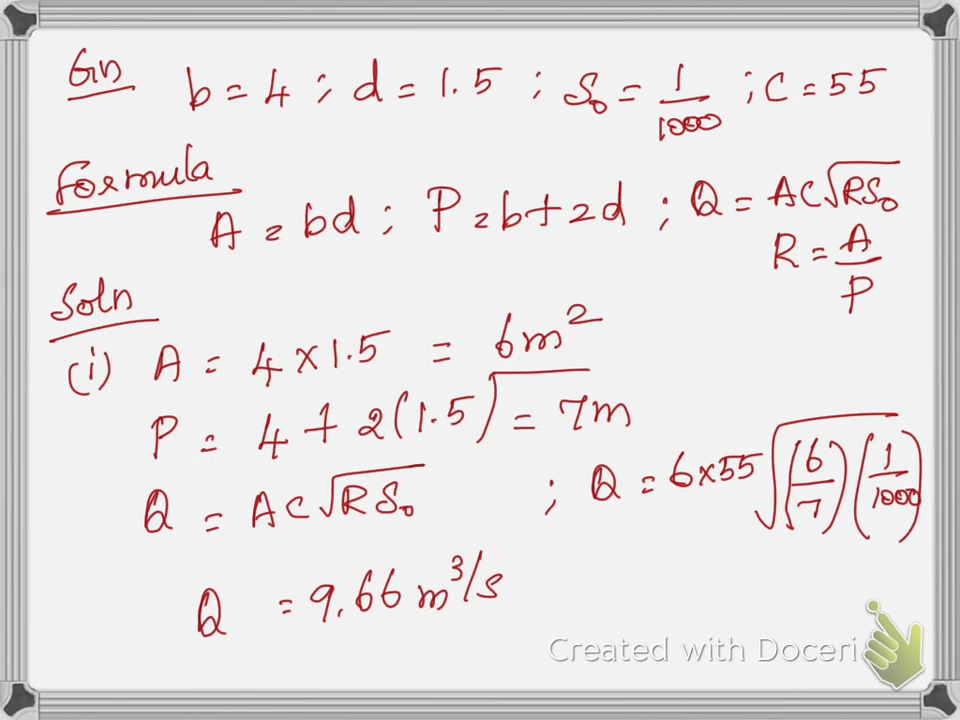 Gn
b = 4 ; d = 1.5 ; S₀ = 1/1000 ; C = 55
Formula
A = bd ; P = b + 2d ; Q = AC√RS₀
R = A/P
Soln
(i) A = 4 × 1.5 = 6m²
P = 4 + 2(1.5) = 7m
Q = AC√RS₀ ; Q = 6×55√(6/7)(1/1000)
Q = 9.66 m³/s
Created with Doceri